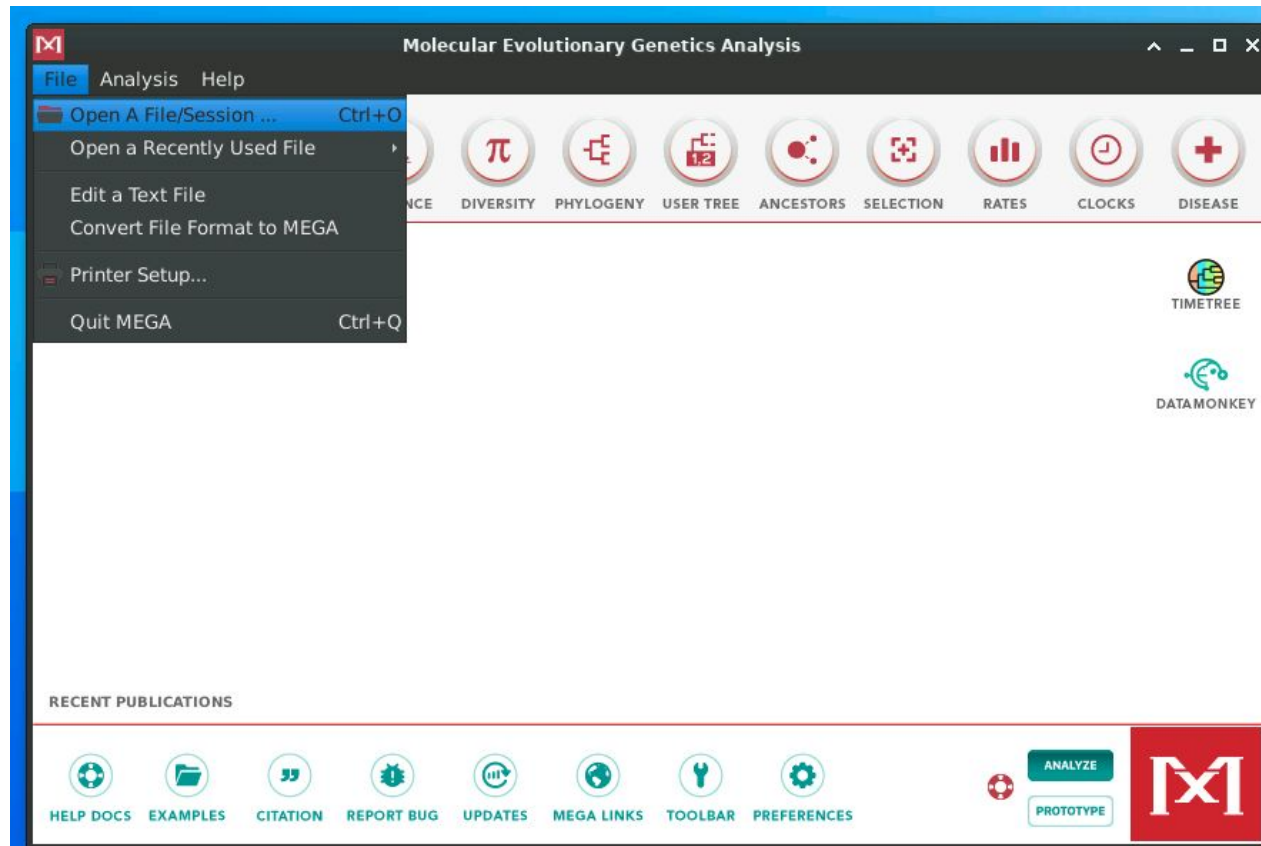 Molecular Evolutionary Genetics Analysis
File Analysis Help
Open A File/Session ... Ctrl+O
Open a Recently Used File
Edit a Text File
Convert File Format to MEGA
Printer Setup...
Quit MEGA Ctrl+Q
π
1,2
DIVERSITY PHYLOGENY USER TREE ANCESTORS SELECTION RATES CLOCKS DISEASE
TIMETREE
DATAMONKEY
RECENT PUBLICATIONS
HELP DOCS EXAMPLES CITATION REPORT BUG UPDATES MEGA LINKS TOOLBAR PREFERENCES
ANALYZE
PROTOTYPE